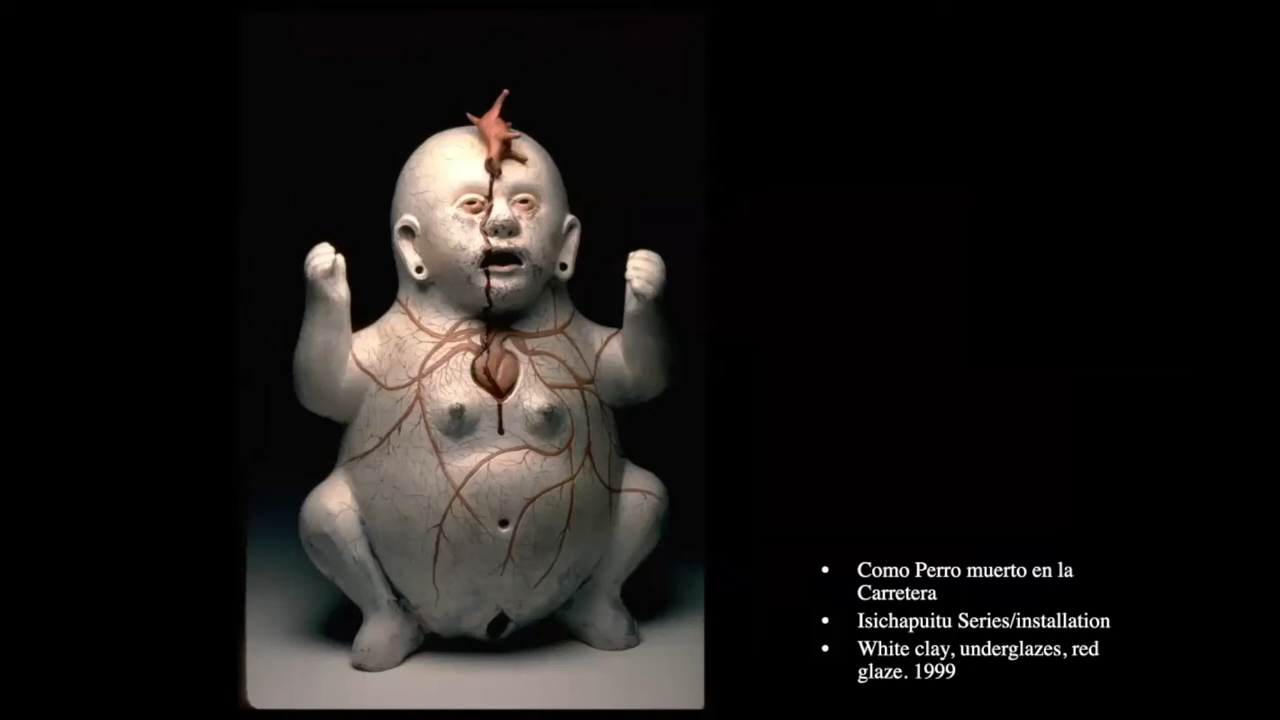 • Como Perro muerto en la
Carretera
• Isichapuitu Series/installation
• White clay, underglazes, red
glaze. 1999